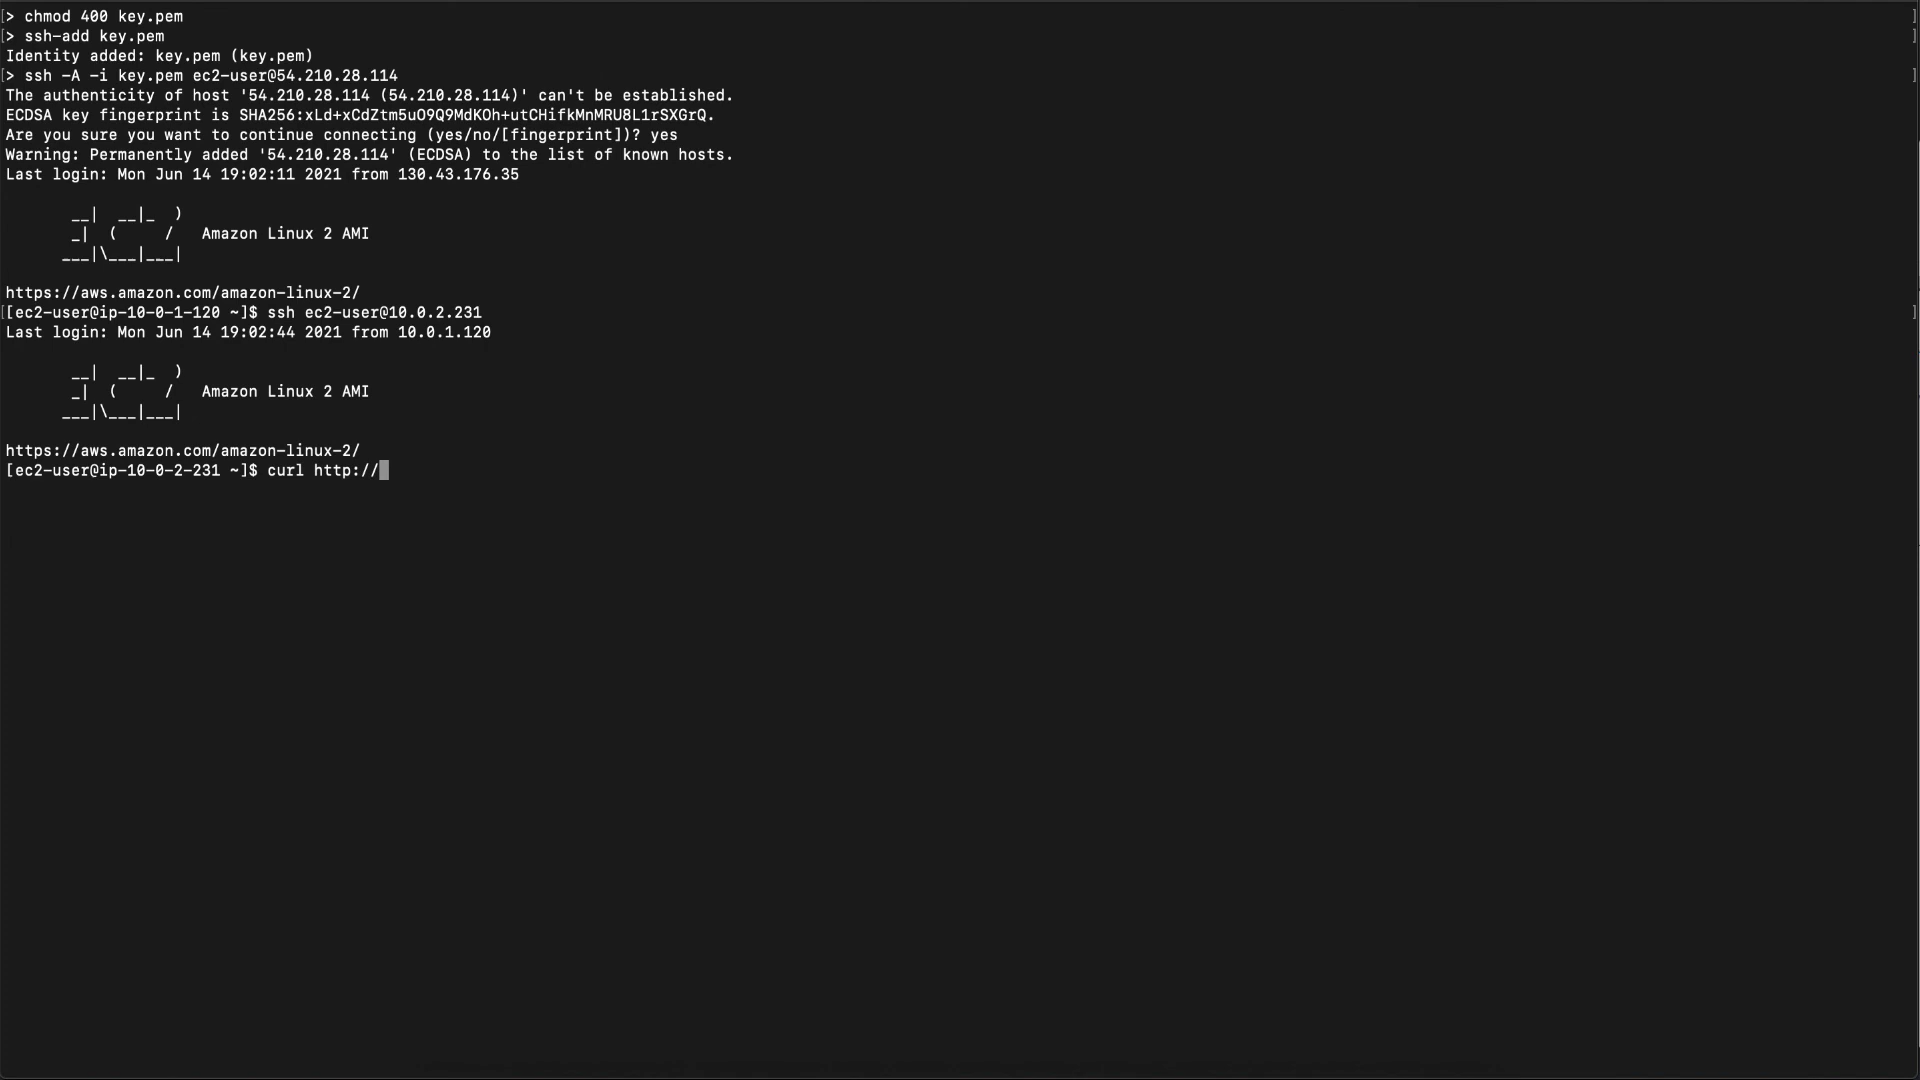 [> chmod 400 key.pem ]
[> ssh-add key.pem ]
Identity added: key.pem (key.pem)
[> ssh -A -i key.pem ec2-user@54.210.28.114 ]
The authenticity of host '54.210.28.114 (54.210.28.114)' can't be established.
ECDSA key fingerprint is SHA256:xLd+xCdZtm5uO9Q9MdKOh+utCHifkMnMRU8L1rSXGrQ.
Are you sure you want to continue connecting (yes/no/[fingerprint])? yes
Warning: Permanently added '54.210.28.114' (ECDSA) to the list of known hosts.
Last login: Mon Jun 14 19:02:11 2021 from 130.43.176.35
       __|  __|_  )
       _|  (     /   Amazon Linux 2 AMI
      ___|\___|___|
https://aws.amazon.com/amazon-linux-2/
[[ec2-user@ip-10-0-1-120 ~]$ ssh ec2-user@10.0.2.231 ]
Last login: Mon Jun 14 19:02:44 2021 from 10.0.1.120
       __|  __|_  )
       _|  (     /   Amazon Linux 2 AMI
      ___|\___|___|
https://aws.amazon.com/amazon-linux-2/
[ec2-user@ip-10-0-2-231 ~]$ curl http://